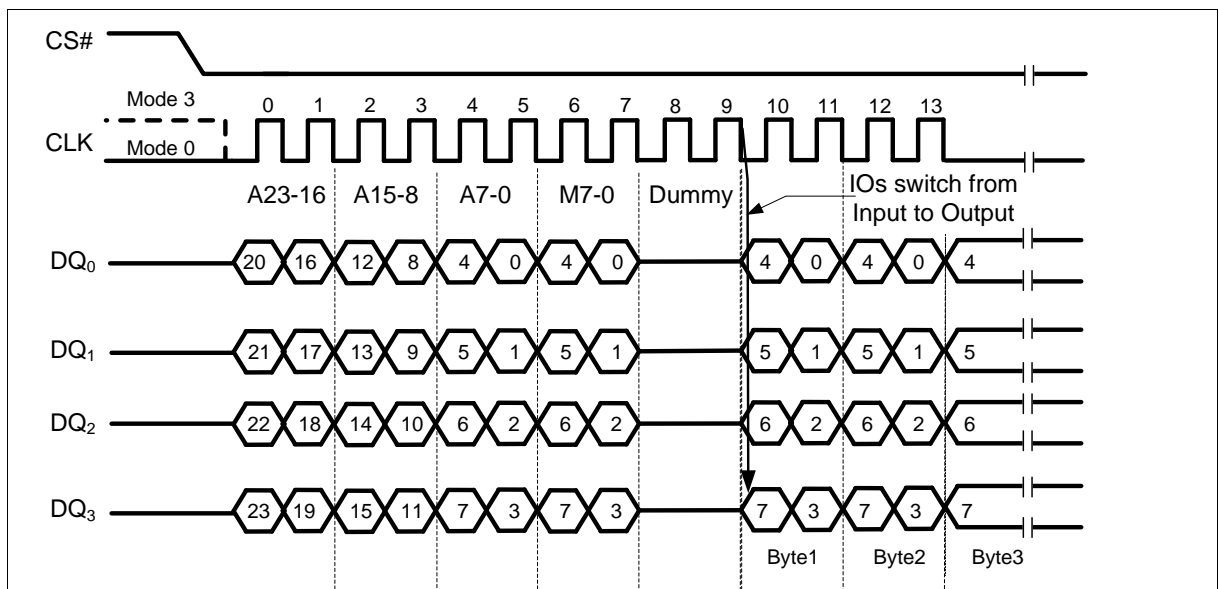 CS#
Mode 3
0 1 2 3 4 5 6 7 8 9 10 11 12 13
CLK
Mode 0
A23-16 A15-8 A7-0 M7-0 Dummy
IOs switch from
Input to Output
DQ0 20 16 12 8 4 0 4 0 4 0 4 0 4
DQ1 21 17 13 9 5 1 5 1 5 1 5 1 5
DQ2 22 18 14 10 6 2 6 2 6 2 6 2 6
DQ3 23 19 15 11 7 3 7 3 7 3 7 3 7
Byte1 Byte2 Byte3